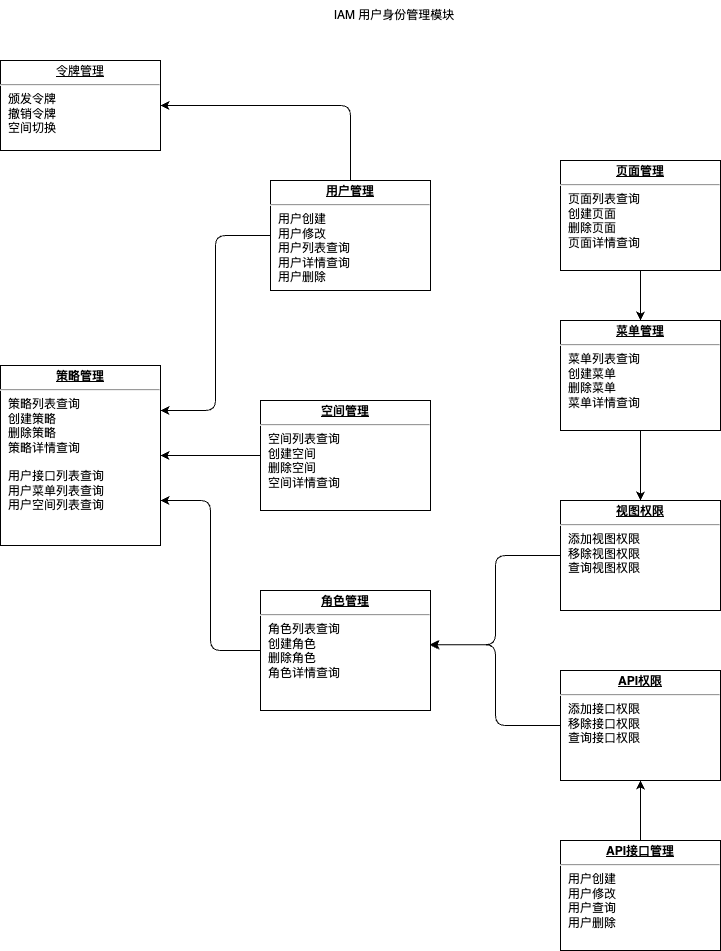 IAM 用户身份管理模块
令牌管理
颁发令牌
撤销令牌
空间切换
用户管理
用户创建
用户修改
用户列表查询
用户详情查询
用户删除
页面管理
页面列表查询
创建页面
删除页面
页面详情查询
菜单管理
菜单列表查询
创建菜单
删除菜单
菜单详情查询
策略管理
策略列表查询
创建策略
删除策略
策略详情查询
用户接口列表查询
用户菜单列表查询
用户空间列表查询
空间管理
空间列表查询
创建空间
删除空间
空间详情查询
视图权限
添加视图权限
移除视图权限
查询视图权限
角色管理
角色列表查询
创建角色
删除角色
角色详情查询
API权限
添加接口权限
移除接口权限
查询接口权限
API接口管理
用户创建
用户修改
用户查询
用户删除